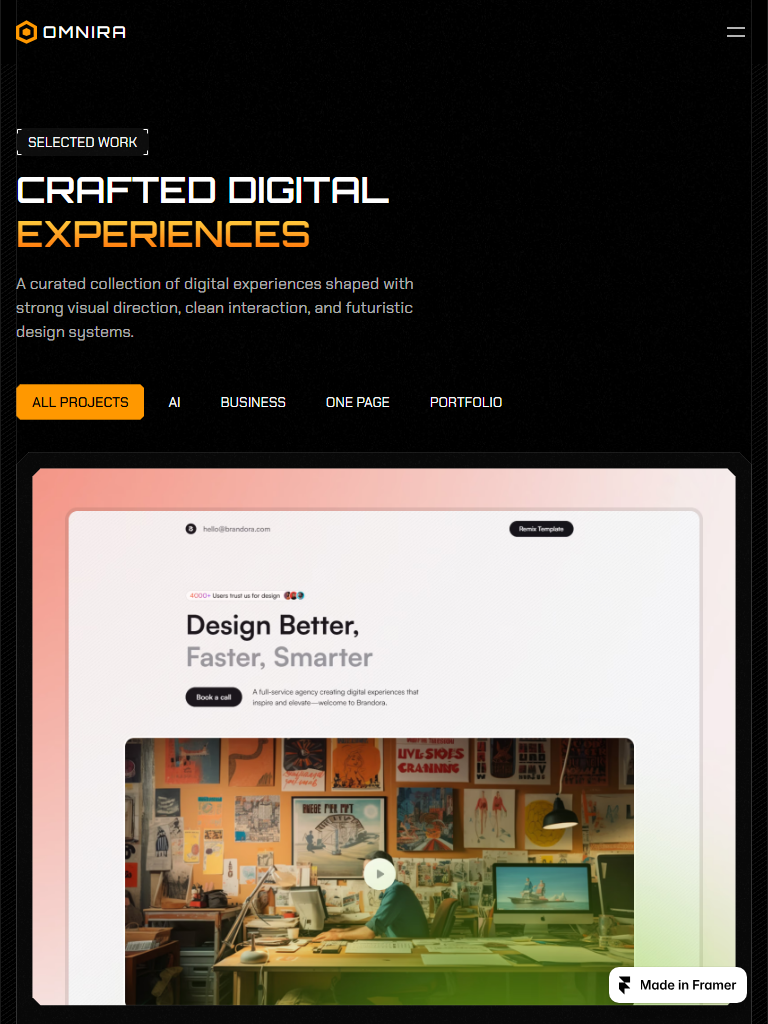 OMNIRA
SELECTED WORK
CRAFTED DIGITAL
EXPERIENCES
A curated collection of digital experiences shaped with
strong visual direction, clean interaction, and futuristic
design systems.
ALL PROJECTS AI BUSINESS ONE PAGE PORTFOLIO
hello@brandora.com Remix Template
4000+ Users trust us for design
Design Better,
Faster, Smarter
Book a call
A full-service agency creating digital experiences that
inspire and elevate—welcome to Brandora.
Made in Framer